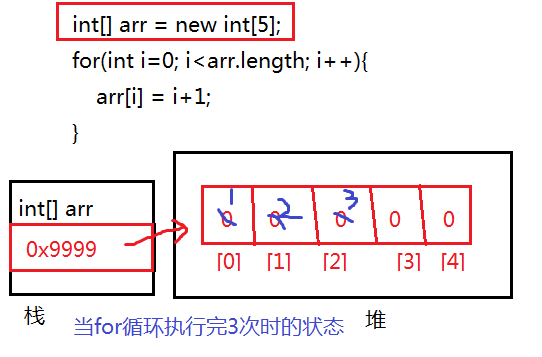 int[] arr = new int[5];
for(int i=0; i<arr.length; i++){
arr[i] = i+1;
}
int[] arr
0x9999
1 2 3
0 0 0 0 0
[0] [1] [2] [3] [4]
栈 当for循环执行完3次时的状态 堆